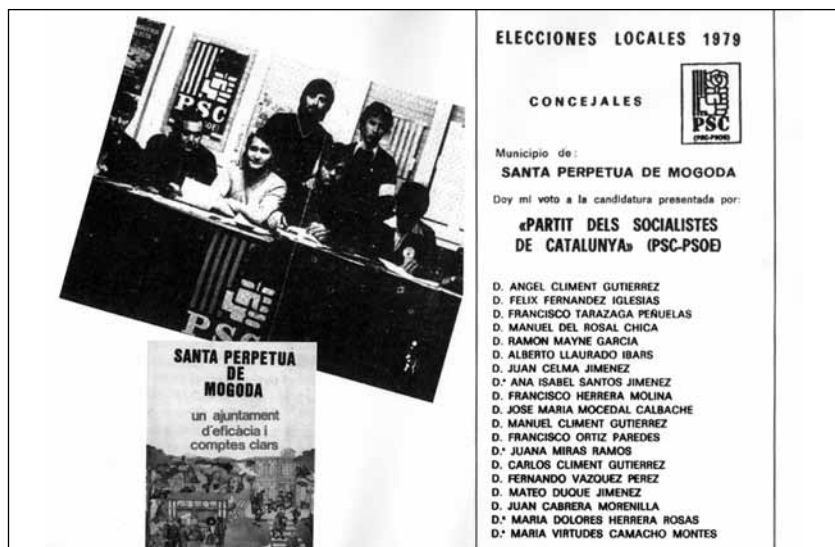 PSC
PSC
SANTA PERPETUA
DE
MOGODA
un ajuntament
d'eficàcia i
comptes clars
ELECCIONES LOCALES 1979
CONCEJALES
PSC
(PSC-PSOE)
Municipio de:
SANTA PERPETUA DE MOGODA
Doy mi voto a la candidatura presentada por:
«PARTIT DELS SOCIALISTES
DE CATALUNYA» (PSC-PSOE)
D. ANGEL CLIMENT GUTIERREZ
D. FELIX FERNANDEZ IGLESIAS
D. FRANCISCO TARAZAGA PEÑUELAS
D. MANUEL DEL ROSAL CHICA
D. RAMON MAYNE GARCIA
D. ALBERTO LLAURADO IBARS
D. JUAN CELMA JIMENEZ
D.ª ANA ISABEL SANTOS JIMENEZ
D. FRANCISCO HERRERA MOLINA
D. JOSE MARIA MOCEDAL CALBACHE
D. MANUEL CLIMENT GUTIERREZ
D. FRANCISCO ORTIZ PAREDES
D.ª JUANA MIRAS RAMOS
D. CARLOS CLIMENT GUTIERREZ
D. FERNANDO VAZQUEZ PEREZ
D. MATEO DUQUE JIMENEZ
D. JUAN CABRERA MORENILLA
D.ª MARIA DOLORES HERRERA ROSAS
D.ª MARIA VIRTUDES CAMACHO MONTES